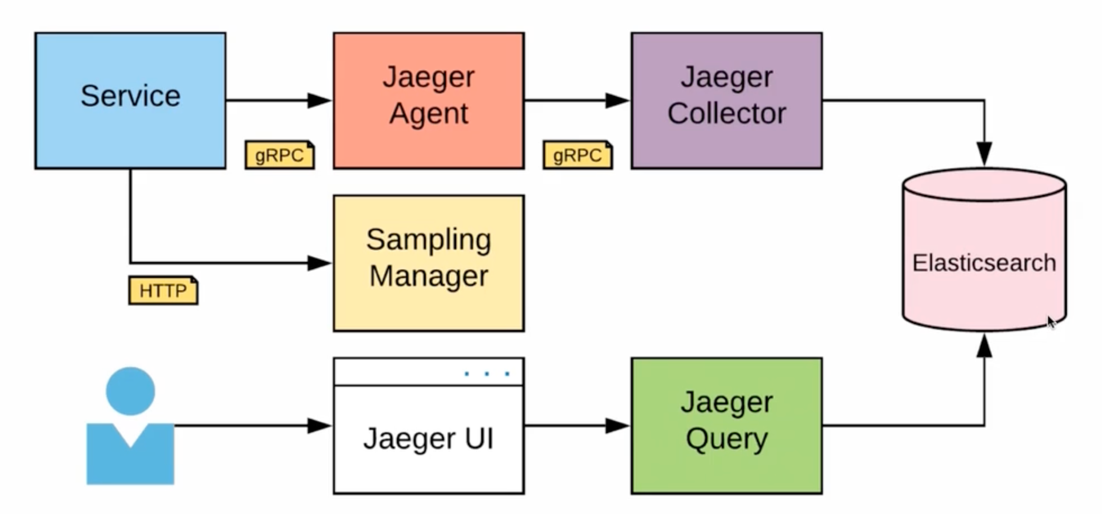 Service
gRPC
Jaeger
Agent
gRPC
Jaeger
Collector
HTTP
Sampling
Manager
Elasticsearch
Jaeger UI
Jaeger
Query